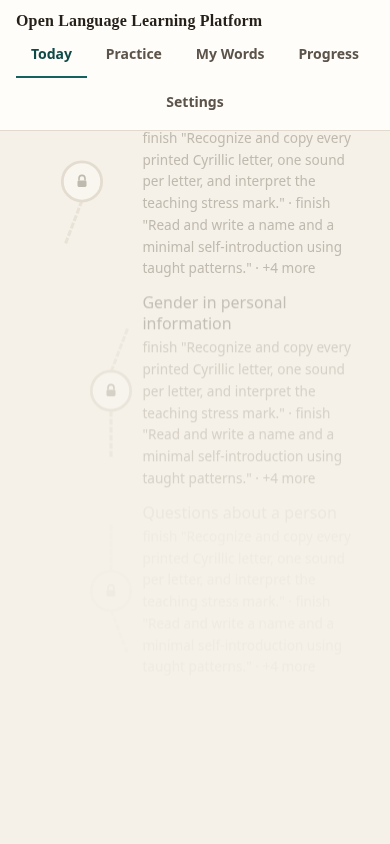 Open Language Learning Platform
Today
Practice
My Words
Progress
Settings
finish "Recognize and copy every
printed Cyrillic letter, one sound
per letter, and interpret the
teaching stress mark." · finish
"Read and write a name and a
minimal self-introduction using
taught patterns." · +4 more
Gender in personal
information
finish "Recognize and copy every
printed Cyrillic letter, one sound
per letter, and interpret the
teaching stress mark." · finish
"Read and write a name and a
minimal self-introduction using
taught patterns." · +4 more
Questions about a person
finish "Recognize and copy every
printed Cyrillic letter, one sound
per letter, and interpret the
teaching stress mark." · finish
"Read and write a name and a
minimal self-introduction using
taught patterns." · +4 more